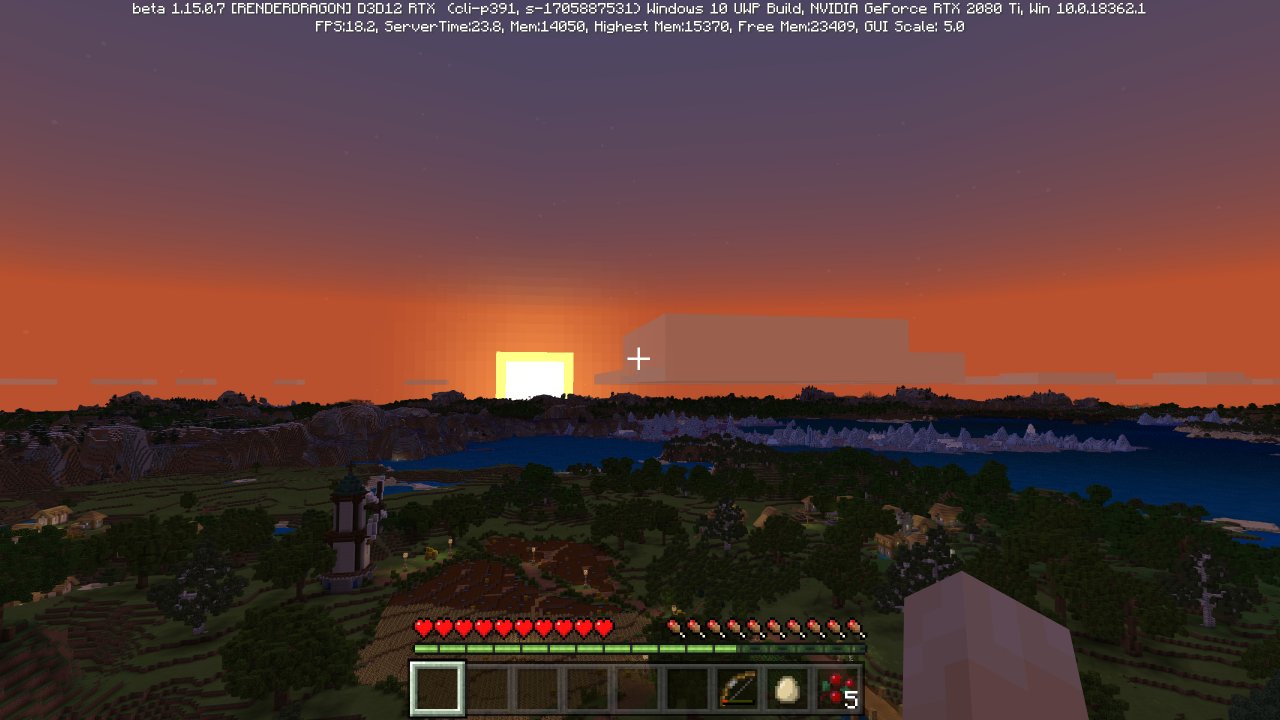 beta 1.15.0.7 [RENDERDRAGON] D3D12 RTX (cli-p391, s-1705887531) Windows 10 UWP Build, NVIDIA GeForce RTX 2080 Ti, Win 10.0.18362.1
FPS:18.2, ServerTime:23.8, Mem:14050, Highest Mem:15370, Free Mem:23409, GUI Scale: 5.0
5